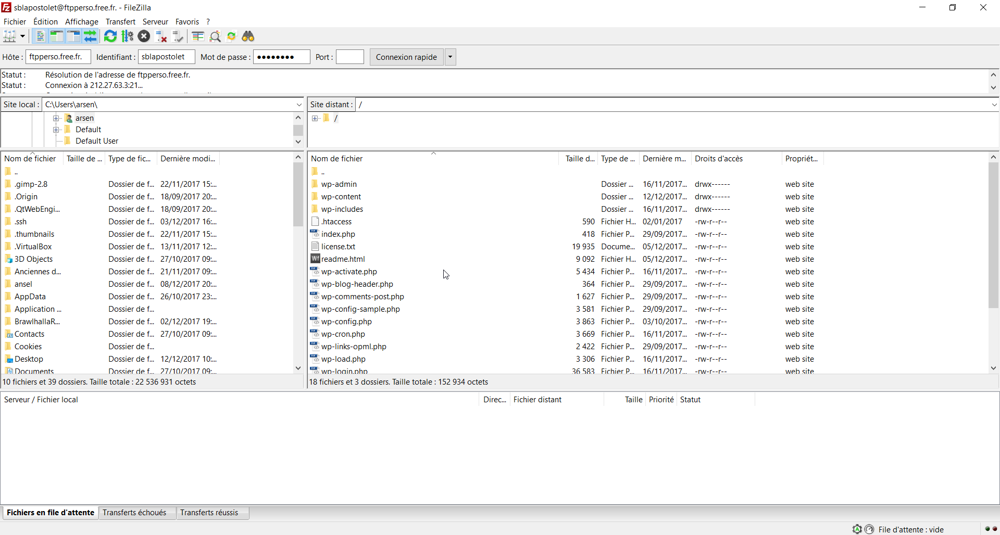 sblapostolet@ftpperso.free.fr. - FileZilla
Fichier Édition Affichage Transfert Serveur Favoris ?
Hôte : ftpperso.free.fr. Identifiant : sblapostolet Mot de passe : ●●●●●●●● Port : Connexion rapide
Statut : Résolution de l'adresse de ftpperso.free.fr.
Statut : Connexion à 212.27.63.3:21...
Site local : C:\Users\arsen\
arsen
Default
Default User
Nom de fichier Taille de ... Type de fic... Dernière modi...
..
.gimp-2.8 Dossier de f... 22/11/2017 15:...
.Origin Dossier de f... 18/09/2017 20:...
.QtWebEngi... Dossier de f... 18/09/2017 20:...
.ssh Dossier de f... 03/12/2017 16:...
.thumbnails Dossier de f... 22/11/2017 15:...
.VirtualBox Dossier de f... 13/11/2017 12:...
3D Objects Dossier de f... 27/10/2017 09:...
Anciennes d... Dossier de f... 21/11/2017 09:...
ansel Dossier de f... 08/12/2017 20:...
AppData Dossier de f... 26/10/2017 23:...
Application ... Dossier de f...
BrawlhallaR... Dossier de f... 02/12/2017 19:...
Contacts Dossier de f... 27/10/2017 09:...
Cookies Dossier de f...
Desktop Dossier de f... 12/12/2017 10:...
Documents Dossier de f... 27/10/2017 09:...
10 fichiers et 39 dossiers. Taille totale : 22 536 931 octets
Site distant : /
/
Nom de fichier Taille d... Type de ... Dernière m... Droits d'accès Propriét...
..
wp-admin Dossier ... 16/11/2017... drwx------ web site
wp-content Dossier ... 12/12/2017... drwx------ web site
wp-includes Dossier ... 16/11/2017... drwx------ web site
.htaccess 590 Fichier H... 02/01/2017 -rw-r--r-- web site
index.php 418 Fichier P... 29/09/2017... -rw-r--r-- web site
license.txt 19 935 Docume... 05/12/2017... -rw-r--r-- web site
readme.html 9 092 Fichier H... 05/12/2017... -rw-r--r-- web site
wp-activate.php 5 434 Fichier P... 16/11/2017... -rw-r--r-- web site
wp-blog-header.php 364 Fichier P... 29/09/2017... -rw-r--r-- web site
wp-comments-post.php 1 627 Fichier P... 29/09/2017... -rw-r--r-- web site
wp-config-sample.php 3 581 Fichier P... 29/09/2017... -rw-r--r-- web site
wp-config.php 3 863 Fichier P... 03/10/2017... -rw-r--r-- web site
wp-cron.php 3 669 Fichier P... 16/11/2017... -rw-r--r-- web site
wp-links-opml.php 2 422 Fichier P... 29/09/2017... -rw-r--r-- web site
wp-load.php 3 306 Fichier P... 16/11/2017... -rw-r--r-- web site
wp-login.php 36 583 Fichier P... 16/11/2017... -rw-r--r-- web site
18 fichiers et 3 dossiers. Taille totale : 152 934 octets
Serveur / Fichier local Direc... Fichier distant Taille Priorité Statut
Fichiers en file d'attente Transferts échoués Transferts réussis
File d'attente : vide